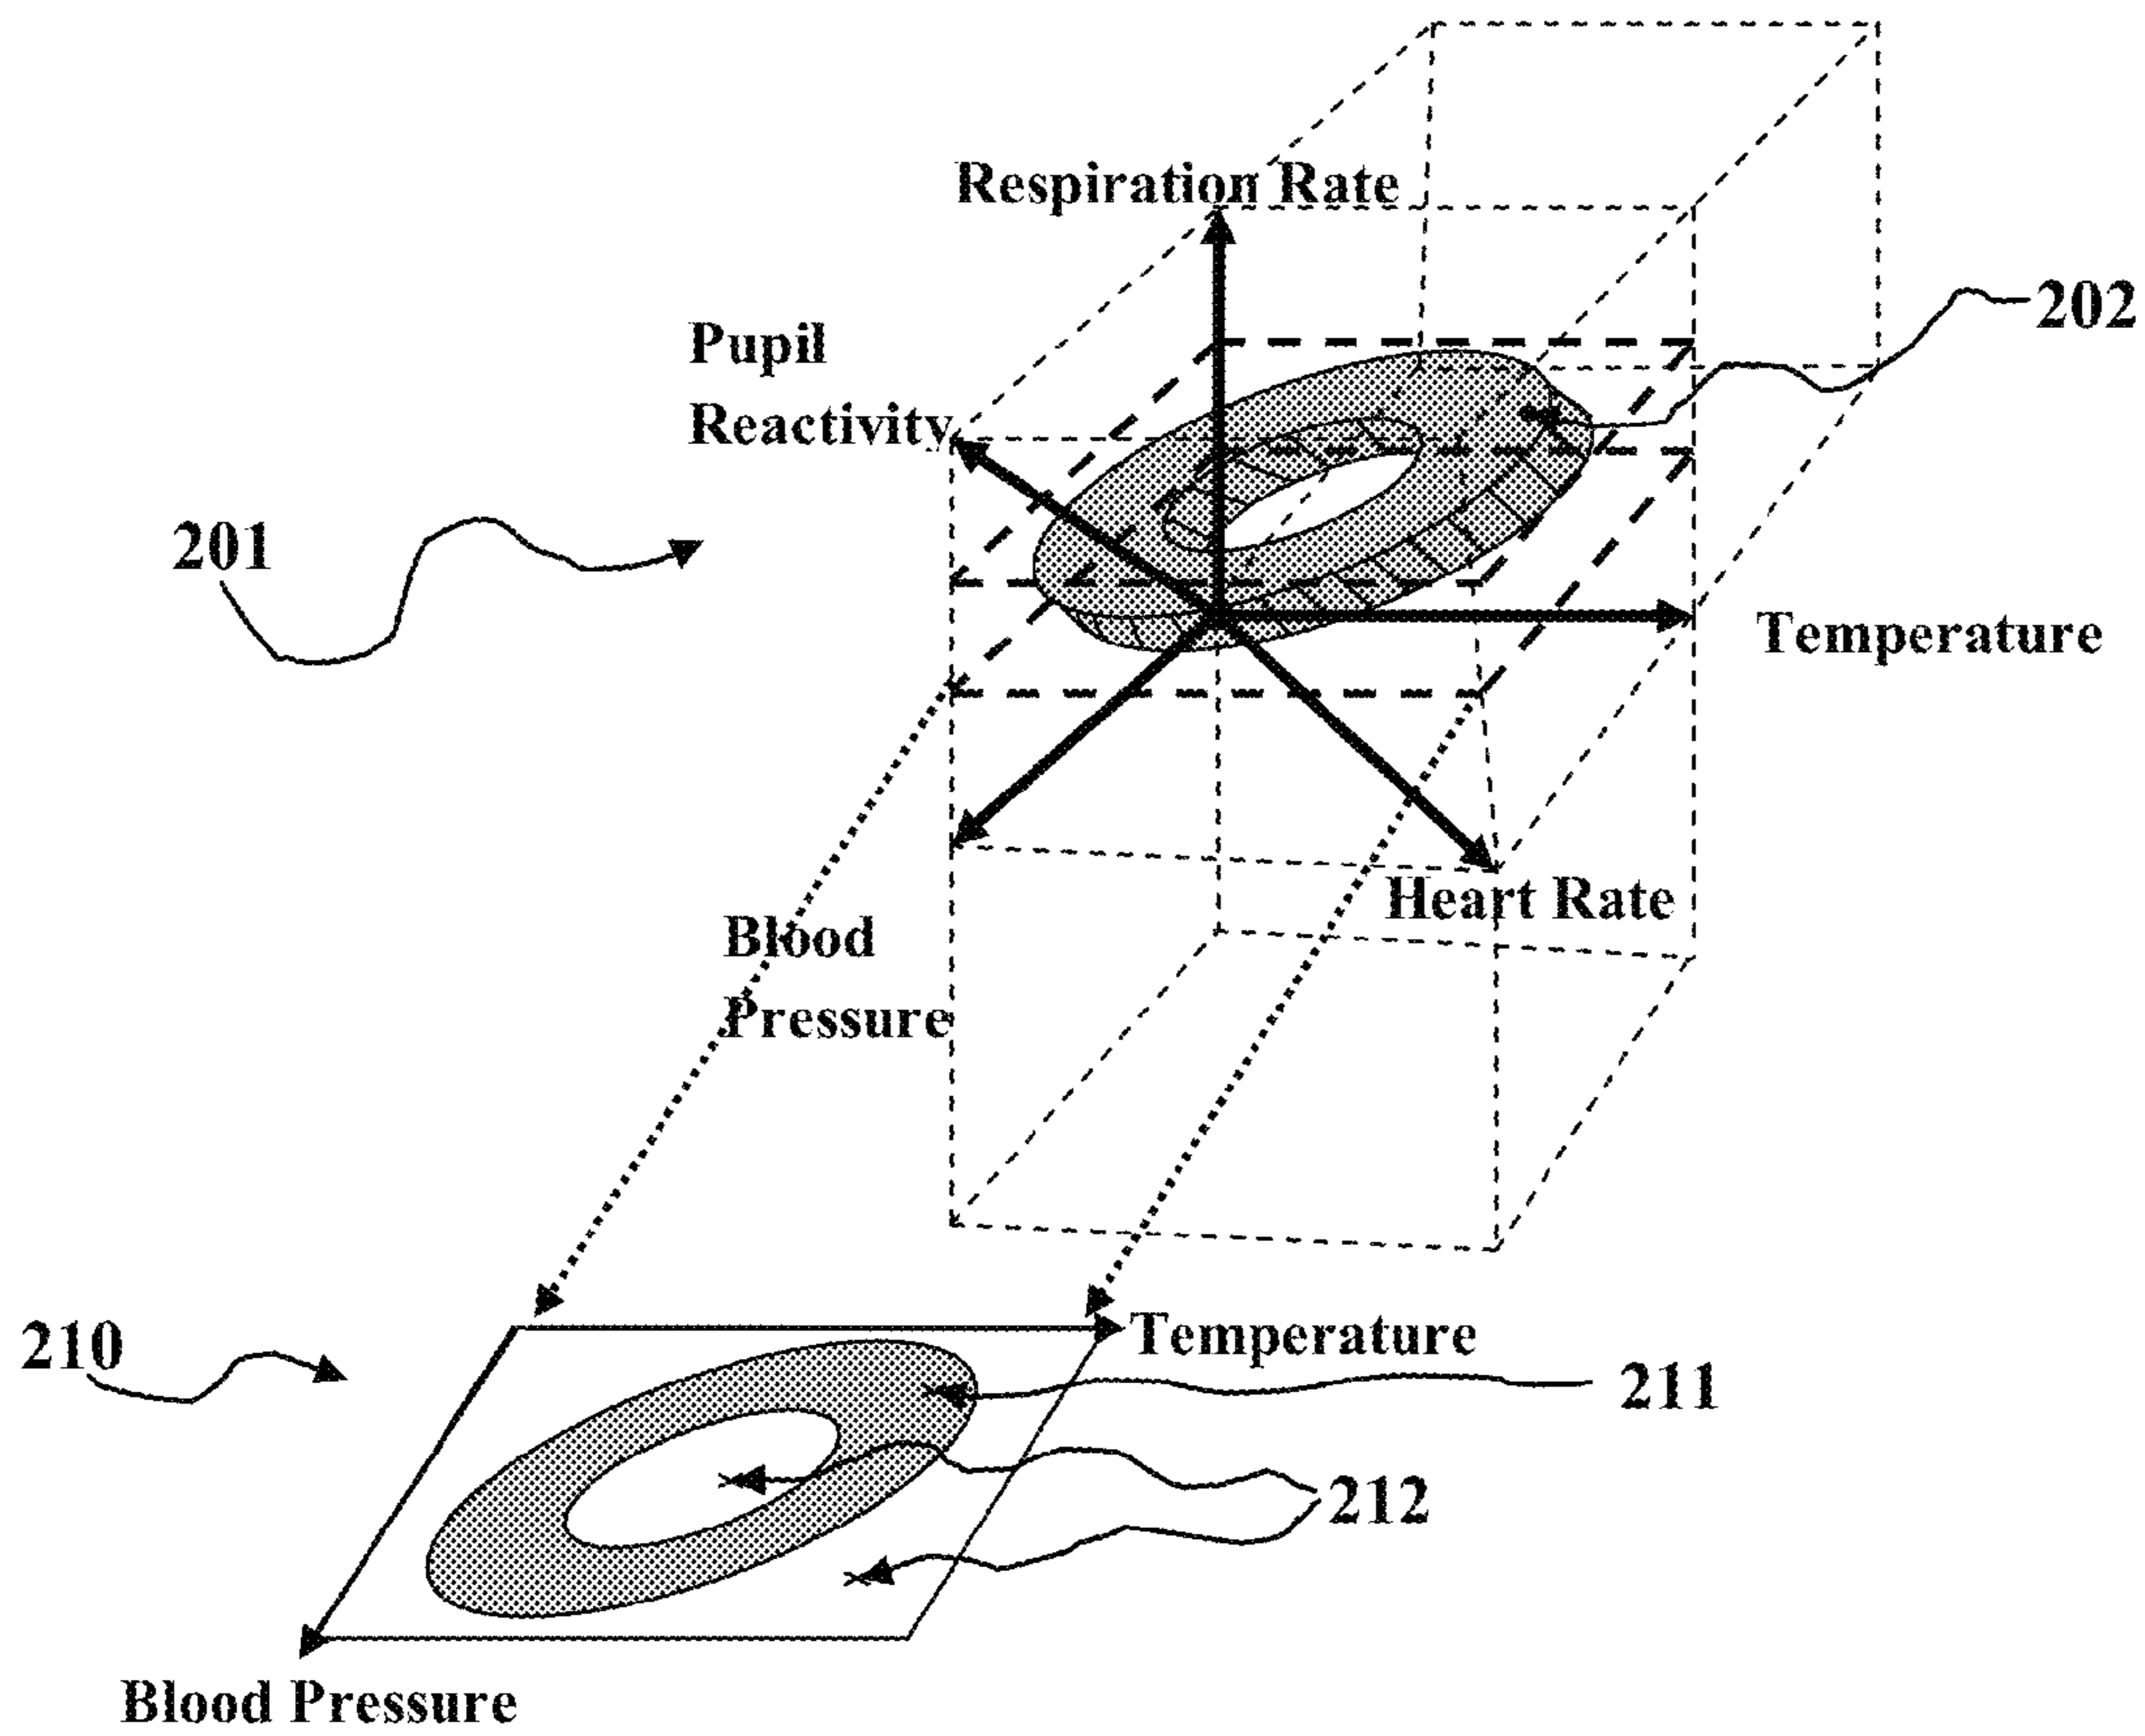 Respiration Rate
202
Pupil
Reactivity
201
Temperature
Heart Rate
Blood
Pressure
210
Temperature
211
212
Blood Pressure